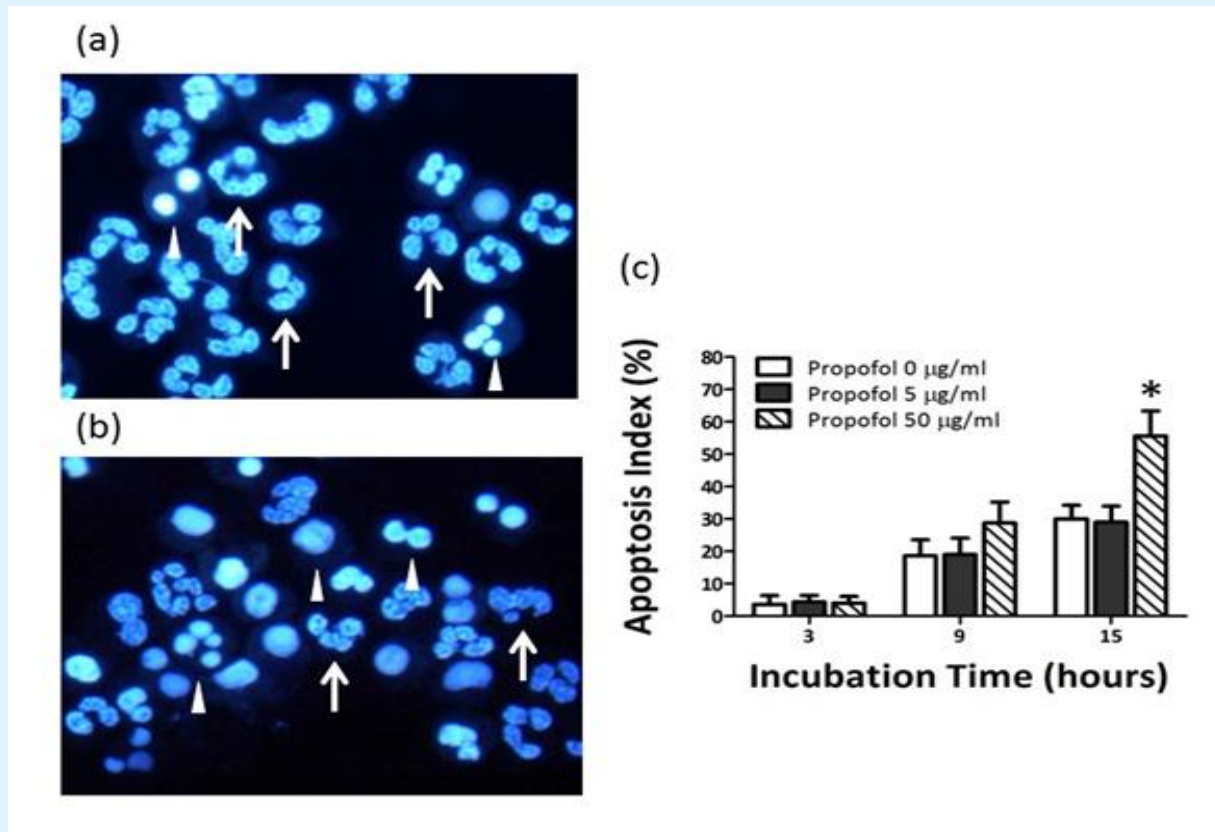 (a)
(b)
(c)
Apoptosis Index (%)
80
70
60
50
40
30
20
10
0
Propofol 0 μg/ml
Propofol 5 μg/ml
Propofol 50 μg/ml
*
3 9 15
Incubation Time (hours)